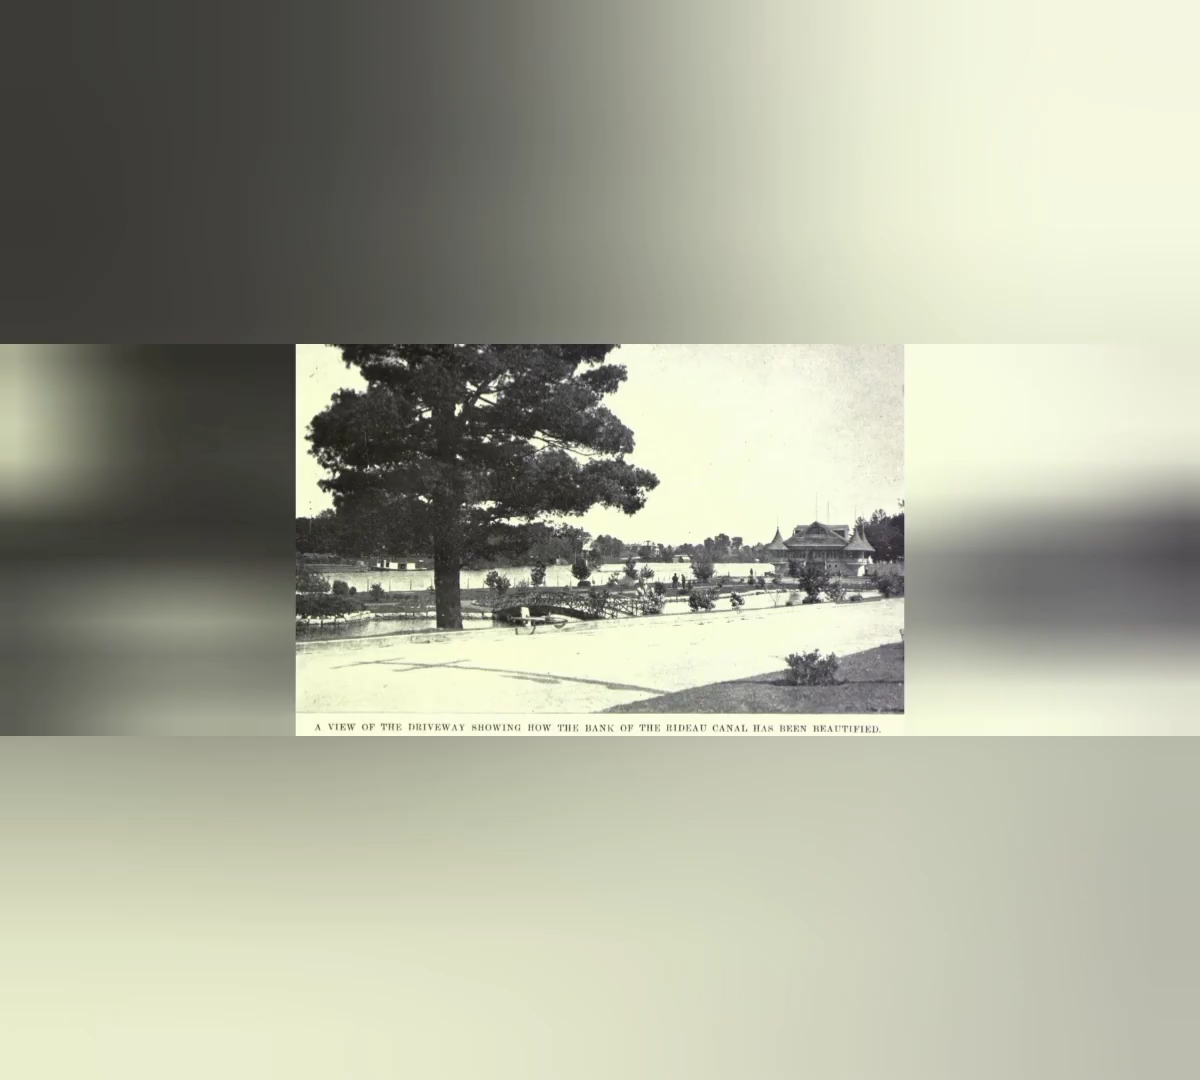 A VIEW OF THE DRIVEWAY SHOWING HOW THE BANK OF THE RIDEAU CANAL HAS BEEN BEAUTIFIED.